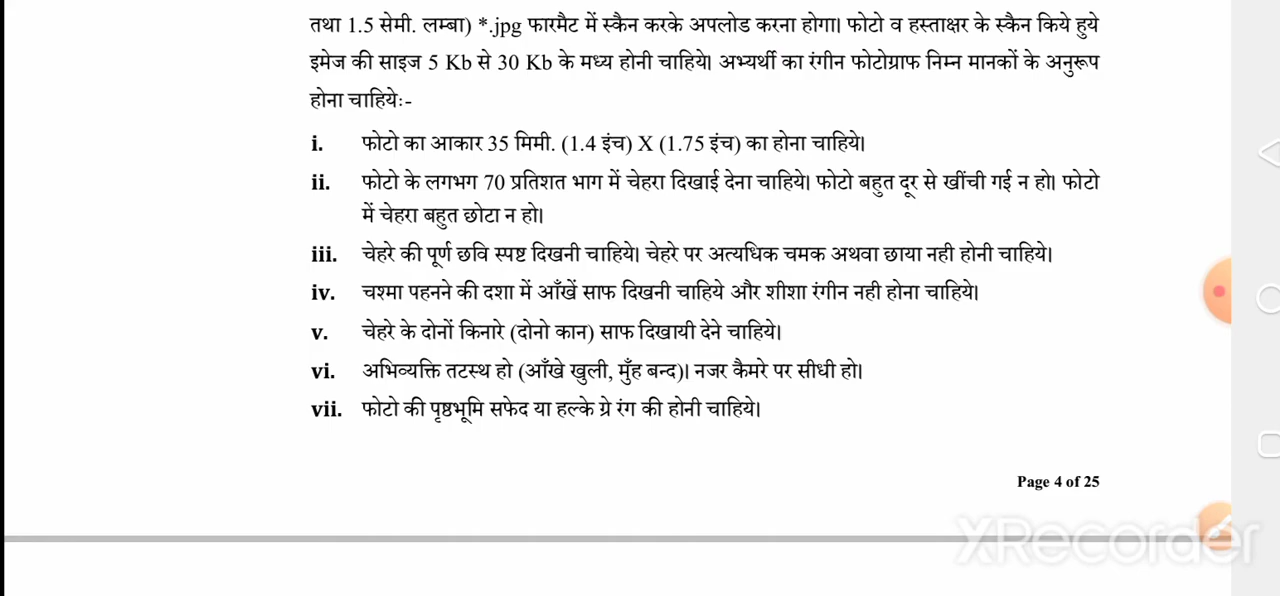 तथा 1.5 सेमी. लम्बा) *.jpg फारमैट में स्कैन करके अपलोड करना होगा। फोटो व हस्ताक्षर के स्कैन किये हुये
इमेज की साइज 5 Kb से 30 Kb के मध्य होनी चाहिये। अभ्यर्थी का रंगीन फोटोग्राफ निम्न मानकों के अनुरूप
होना चाहिये:-
i. फोटो का आकार 35 मिमी. (1.4 इंच) X (1.75 इंच) का होना चाहिये।
ii. फोटो के लगभग 70 प्रतिशत भाग में चेहरा दिखाई देना चाहिये। फोटो बहुत दूर से खींची गई न हो। फोटो
में चेहरा बहुत छोटा न हो।
iii. चेहरे की पूर्ण छवि स्पष्ट दिखनी चाहिये। चेहरे पर अत्यधिक चमक अथवा छाया नही होनी चाहिये।
iv. चश्मा पहनने की दशा में आँखें साफ दिखनी चाहिये और शीशा रंगीन नही होना चाहिये।
v. चेहरे के दोनों किनारे (दोनो कान) साफ दिखायी देने चाहिये।
vi. अभिव्यक्ति तटस्थ हो (आँखे खुली, मुँह बन्द)। नजर कैमरे पर सीधी हो।
vii. फोटो की पृष्ठभूमि सफेद या हल्के ग्रे रंग की होनी चाहिये।
Page 4 of 25
XRecorder